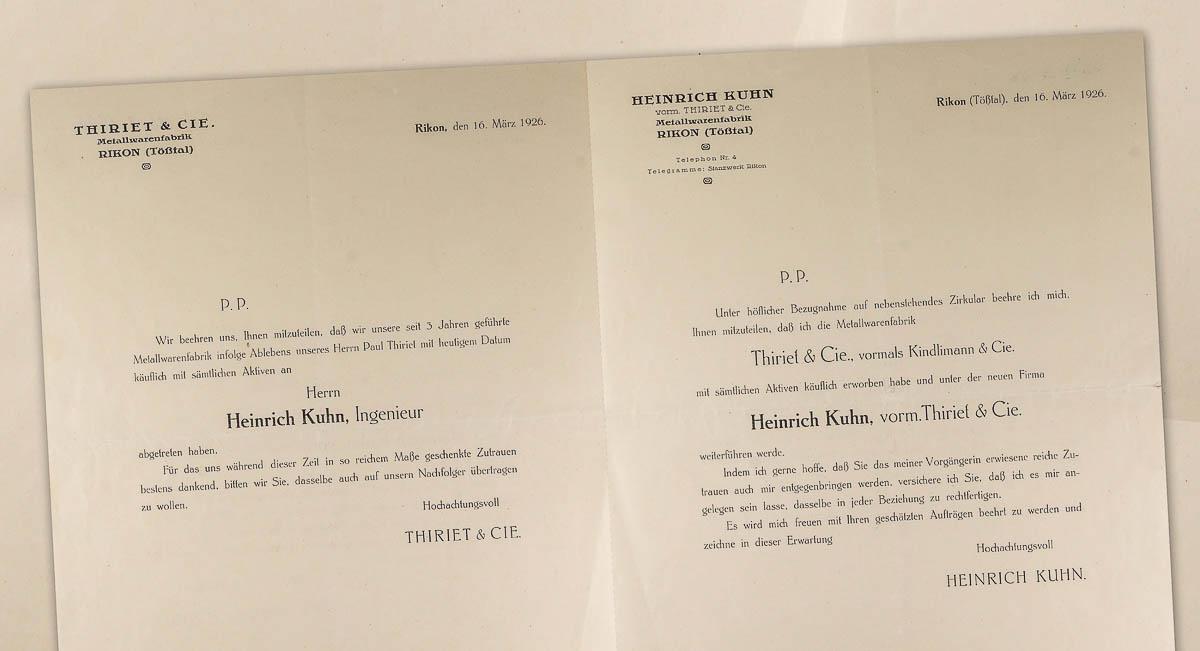 THIRIET & CIE.
Metallwarenfabrik
RIKON (Tößtal)
Rikon, den 16. März 1926.
P. P.
Wir beehren uns, Ihnen mitzuteilen, daß wir unsere seit 3 Jahren geführte
Metallwarenfabrik infolge Ablebens unseres Herrn Paul Thiriet mit heutigem Datum
käuflich mit sämtlichen Aktiven an
Herrn
Heinrich Kuhn, Ingenieur
abgetreten haben.
Für das uns während dieser Zeit in so reichem Maße geschenkte Zutrauen
bestens dankend, bitten wir Sie, dasselbe auch auf unsern Nachfolger übertragen
zu wollen.
Hochachtungsvoll
THIRIET & CIE.
HEINRICH KUHN
vorm. THIRIET & Cie.
Metallwarenfabrik
RIKON (Tößtal)
Telephon Nr. 4
Telegramme: Stanzwerk Rikon
Rikon (Tößtal), den 16. März 1926.
P. P.
Unter höflicher Bezugnahme auf nebenstehendes Zirkular beehre ich mich,
Ihnen mitzuteilen, daß ich die Metallwarenfabrik
Thiriet & Cie., vormals Kindlimann & Cie.
mit sämtlichen Aktiven käuflich erworben habe und unter der neuen Firma
Heinrich Kuhn, vorm. Thiriet & Cie.
weiterführen werde.
Indem ich gerne hoffe, daß Sie das meiner Vorgängerin erwiesene reiche Zu-
trauen auch mir entgegenbringen werden, versichere ich Sie, daß ich es mir an-
gelegen sein lasse, dasselbe in jeder Beziehung zu rechtfertigen.
Es wird mich freuen mit Ihren geschätzten Aufträgen beehrt zu werden und
zeichne in dieser Erwartung
Hochachtungsvoll
HEINRICH KUHN.